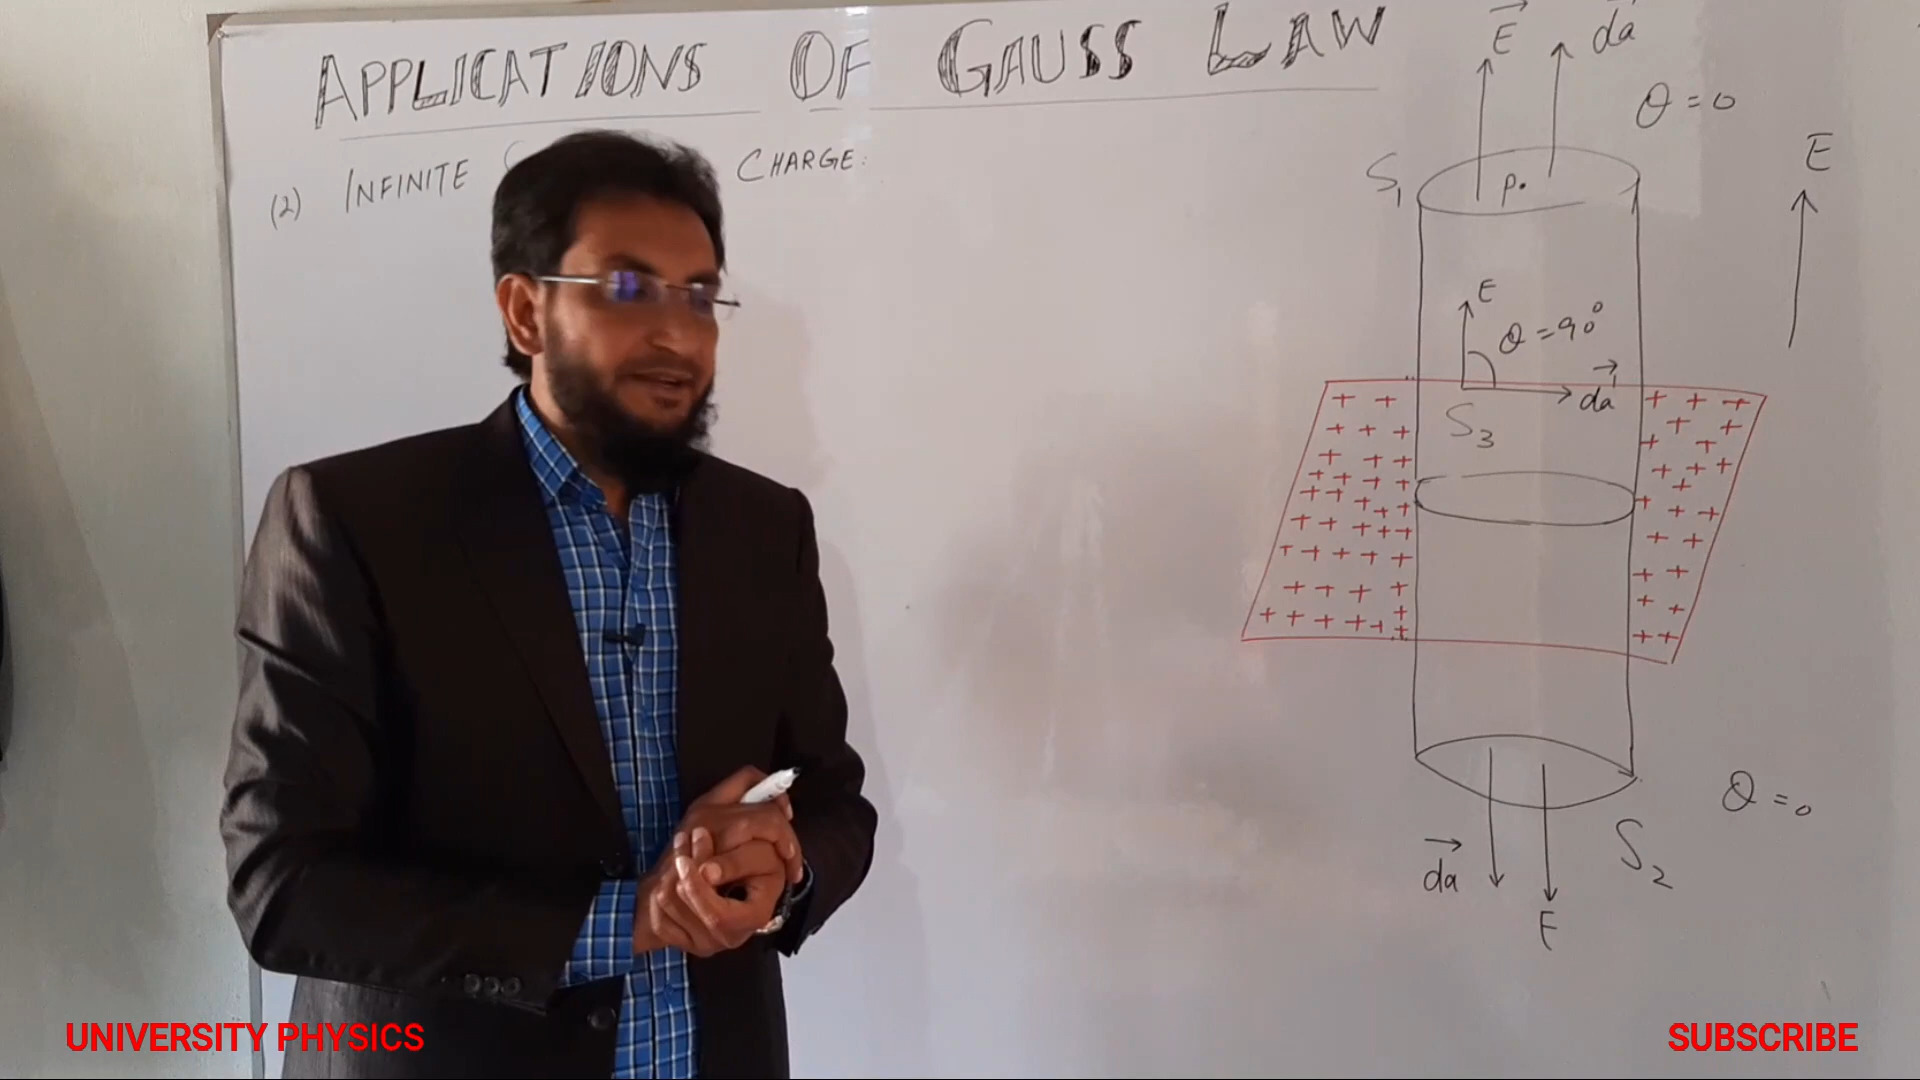 APPLICATIONS OF GAUSS LAW
(2) INFINITE CHARGE:
E⃗ da⃗
θ = 0
E
S₁
P.
E
θ = 90°
da⃗
S₃
θ = 0
S₂
da⃗
E
UNIVERSITY PHYSICS
SUBSCRIBE